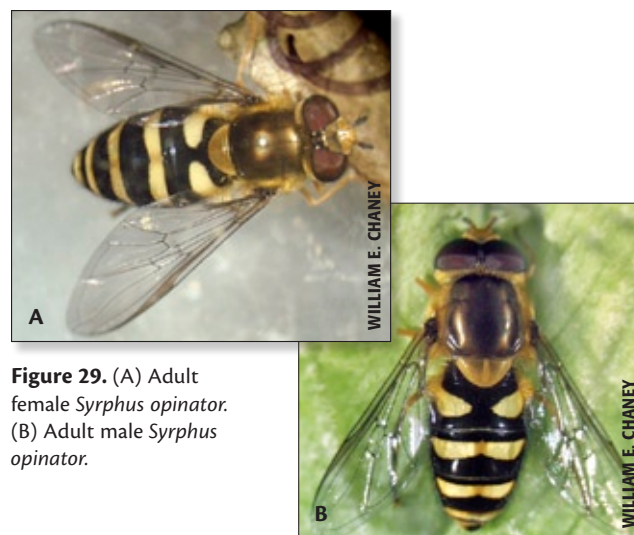 WILLIAM E. CHANEY
A
Figure 29. (A) Adult
female Syrphus opinator.
(B) Adult male Syrphus
opinator.
WILLIAM E. CHANEY
B